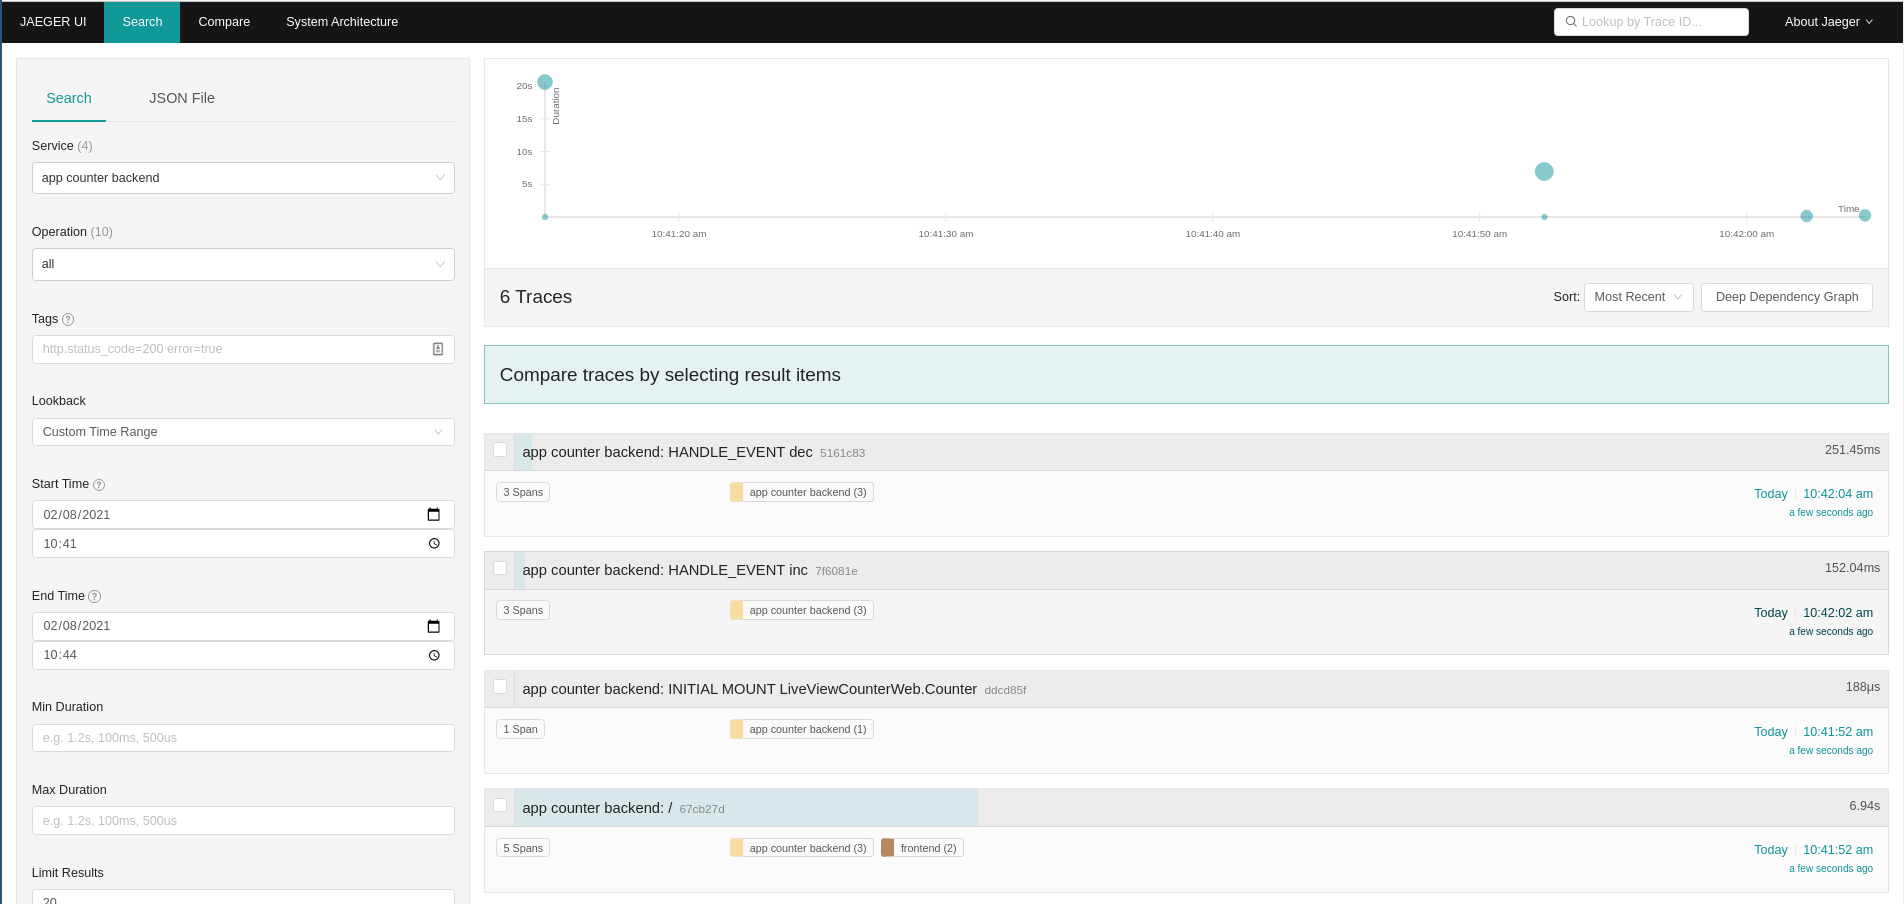 JAEGER UI Search Compare System Architecture Lookup by Trace ID... About Jaeger
Search JSON File
Service (4)
app counter backend
Operation (10)
all
Tags ?
http.status_code=200 error=true
Lookback
Custom Time Range
Start Time ?
02/08/2021
10:41
End Time ?
02/08/2021
10:44
Min Duration
e.g. 1.2s, 100ms, 500us
Max Duration
e.g. 1.2s, 100ms, 500us
Limit Results
20
20s
15s
10s
5s
Duration
Time
10:41:20 am 10:41:30 am 10:41:40 am 10:41:50 am 10:42:00 am
6 Traces Sort: Most Recent Deep Dependency Graph
Compare traces by selecting result items
app counter backend: HANDLE_EVENT dec 5161c83 251.45ms
3 Spans app counter backend (3) Today 10:42:04 am
a few seconds ago
app counter backend: HANDLE_EVENT inc 7f6081e 152.04ms
3 Spans app counter backend (3) Today 10:42:02 am
a few seconds ago
app counter backend: INITIAL MOUNT LiveViewCounterWeb.Counter ddcd85f 188μs
1 Span app counter backend (1) Today 10:41:52 am
a few seconds ago
app counter backend: / 67cb27d 6.94s
5 Spans app counter backend (3) frontend (2) Today 10:41:52 am
a few seconds ago